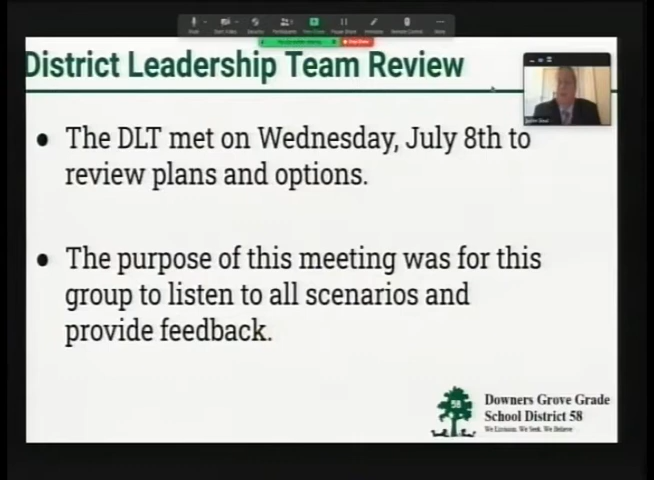 District Leadership Team Review
The DLT met on Wednesday, July 8th to
review plans and options.
The purpose of this meeting was for this
group to listen to all scenarios and
provide feedback.
58
Downers Grove Grade
School District 58